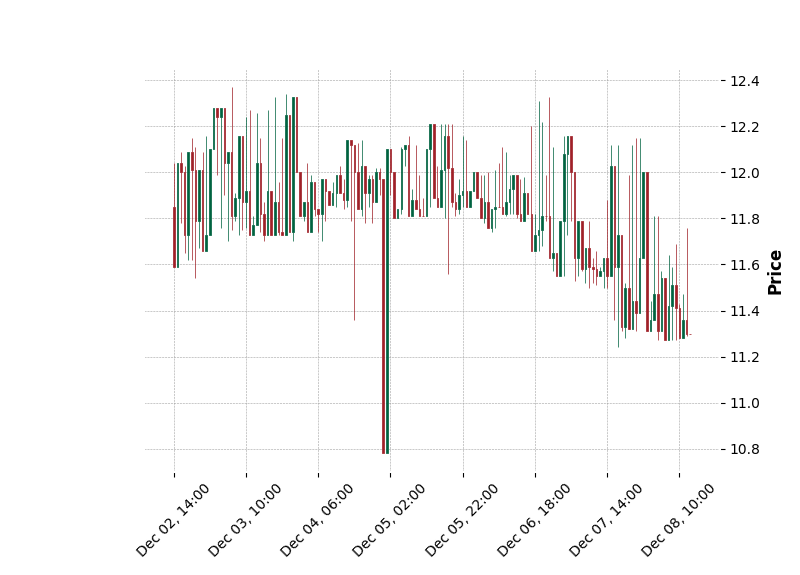 12.4
12.2
12.0
11.8
11.6
11.4
11.2
11.0
10.8
Price
Dec 02, 14:00
Dec 03, 10:00
Dec 04, 06:00
Dec 05, 02:00
Dec 05, 22:00
Dec 06, 18:00
Dec 07, 14:00
Dec 08, 10:00